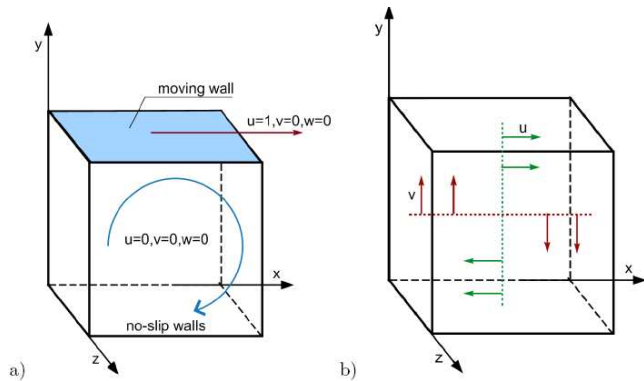 y
moving wall
u=1,v=0,w=0
u=0,v=0,w=0
x
no-slip walls
z
a)
y
u
v
x
z
b)